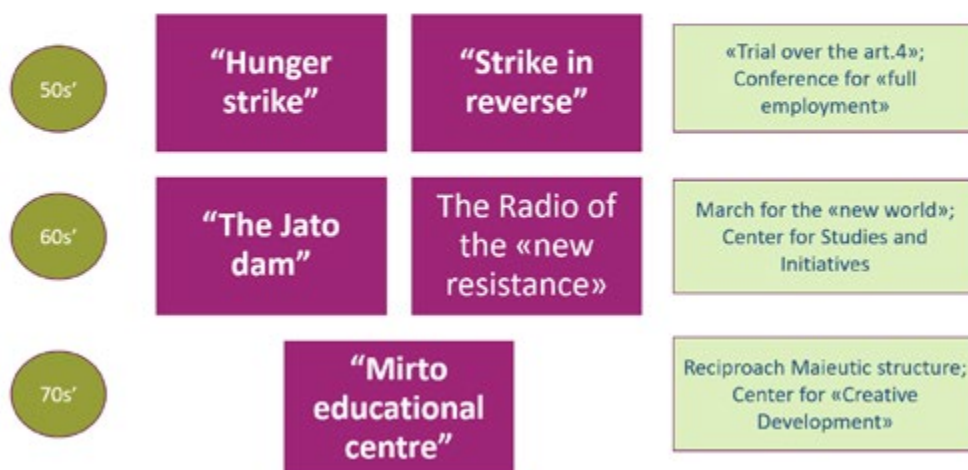 50s’
“Hunger
strike”
“Strike in
reverse”
«Trial over the art.4»;
Conference for «full
employment»
60s’
“The Jato
dam”
The Radio of
the «new
resistance»
March for the «new world»;
Center for Studies and
Initiatives
70s’
“Mirto
educational
centre”
Reciproach Maieutic structure;
Center for «Creative
Development»